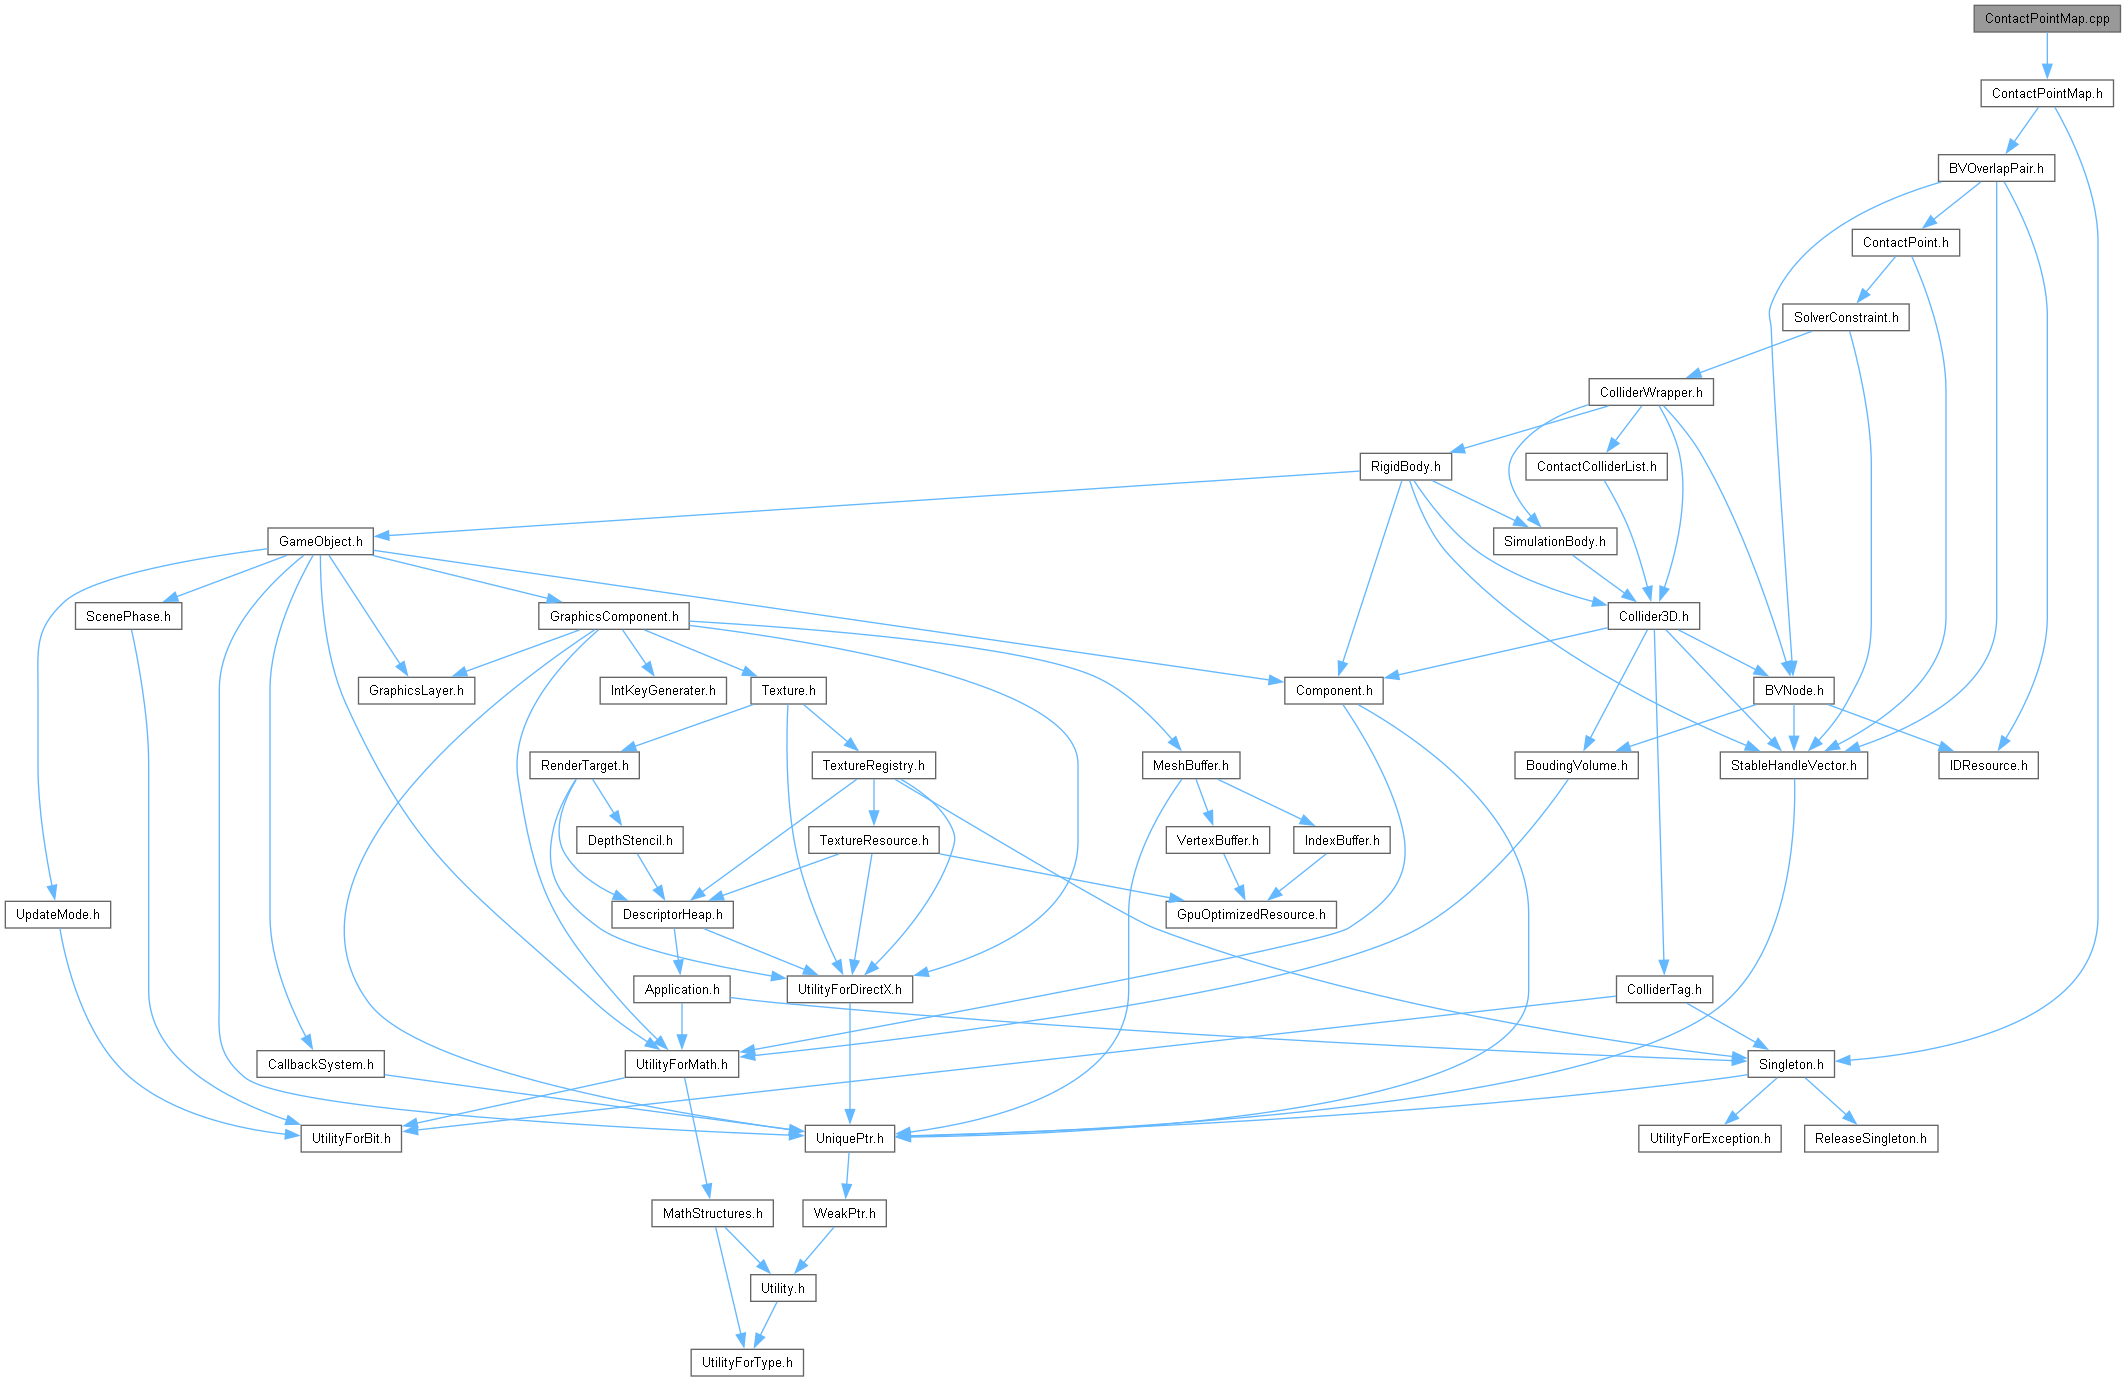 ContactPointMap.cpp
ContactPointMap.h
BVOverlapPair.h
ContactPoint.h
SolverConstraint.h
ColliderWrapper.h
RigidBody.h
ContactColliderList.h
GameObject.h
SimulationBody.h
ScenePhase.h
GraphicsComponent.h
Collider3D.h
GraphicsLayer.h
IntKeyGenerater.h
Texture.h
Component.h
BVNode.h
RenderTarget.h
TextureRegistry.h
MeshBuffer.h
BoudingVolume.h
StableHandleVector.h
IDResource.h
DepthStencil.h
TextureResource.h
VertexBuffer.h
IndexBuffer.h
UpdateMode.h
DescriptorHeap.h
GpuOptimizedResource.h
Application.h
UtilityForDirectX.h
ColliderTag.h
CallbackSystem.h
UtilityForMath.h
Singleton.h
UtilityForBit.h
UniquePtr.h
UtilityForException.h
ReleaseSingleton.h
MathStructures.h
WeakPtr.h
Utility.h
UtilityForType.h